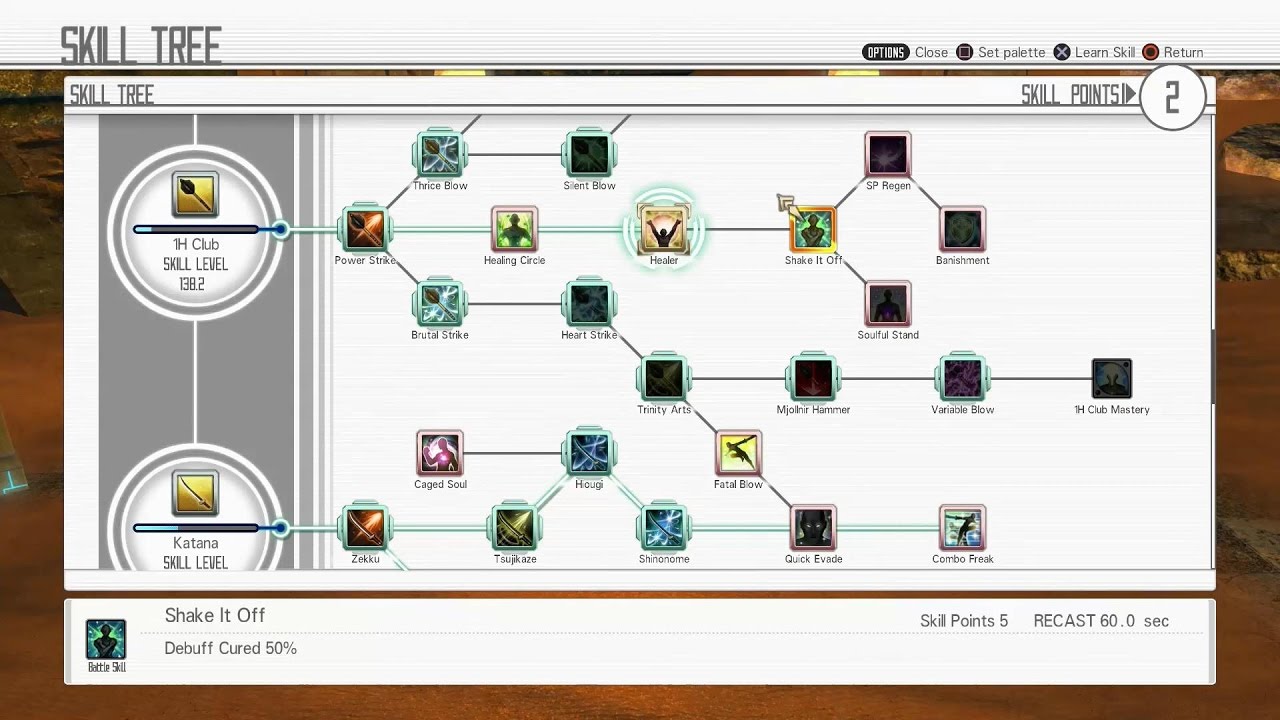 SKILL TREE
OPTIONS Close Set palette Learn Skill Return
SKILL TREE
SKILL POINTS 2
Thrice Blow
Silent Blow
SP Regen
1H Club
SKILL LEVEL
138.2
Power Strike
Healing Circle
Healer
Shake It Off
Banishment
Brutal Strike
Heart Strike
Soulful Stand
Trinity Arts
Mjollnir Hammer
Variable Blow
1H Club Mastery
Caged Soul
Hiougi
Fatal Blow
Katana
SKILL LEVEL
Zekku
Tsujikaze
Shinonome
Quick Evade
Combo Freak
Shake It Off
Skill Points 5 RECAST 60.0 sec
Debuff Cured 50%
Battle Skill